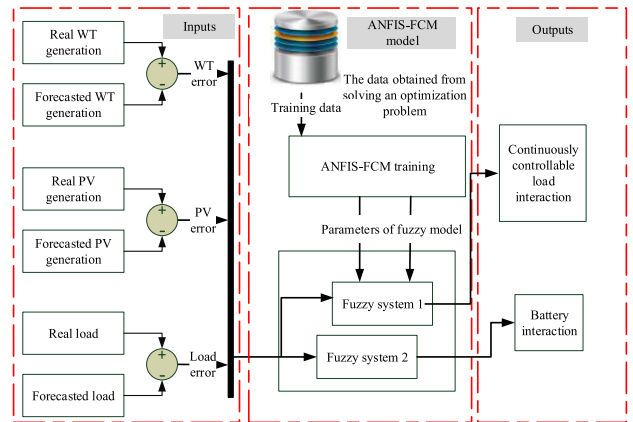 Inputs
Real WT
generation
+
-
WT
error
Forecasted WT
generation
Real PV
generation
+
-
PV
error
Forecasted PV
generation
Real load
+
-
Load
error
Forecasted load
ANFIS-FCM
model
The data obtained from
solving an optimization
problem
Training data
ANFIS-FCM training
Parameters of fuzzy model
Fuzzy system 1
Fuzzy system 2
Outputs
Continuously
controllable
load
interaction
Battery
interaction